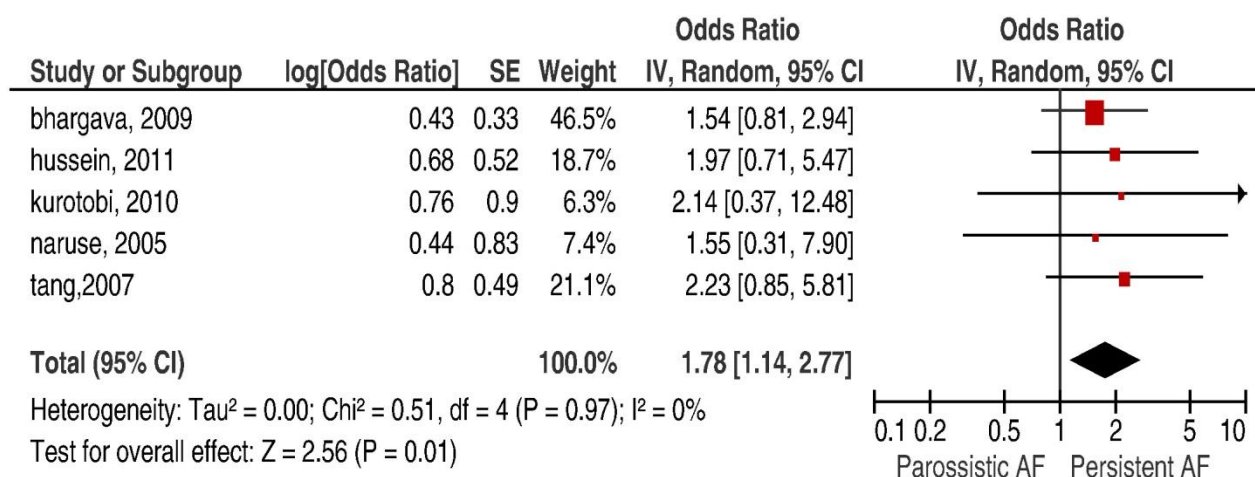 Odds Ratio Odds Ratio
Study or Subgroup log[Odds Ratio] SE Weight IV, Random, 95% CI IV, Random, 95% CI
bhargava, 2009 0.43 0.33 46.5% 1.54 [0.81, 2.94]
hussein, 2011 0.68 0.52 18.7% 1.97 [0.71, 5.47]
kurotobi, 2010 0.76 0.9 6.3% 2.14 [0.37, 12.48]
naruse, 2005 0.44 0.83 7.4% 1.55 [0.31, 7.90]
tang,2007 0.8 0.49 21.1% 2.23 [0.85, 5.81]
Total (95% CI) 100.0% 1.78 [1.14, 2.77]
Heterogeneity: Tau² = 0.00; Chi² = 0.51, df = 4 (P = 0.97); I² = 0%
Test for overall effect: Z = 2.56 (P = 0.01)
0.1 0.2 0.5 1 2 5 10
Parossistic AF Persistent AF